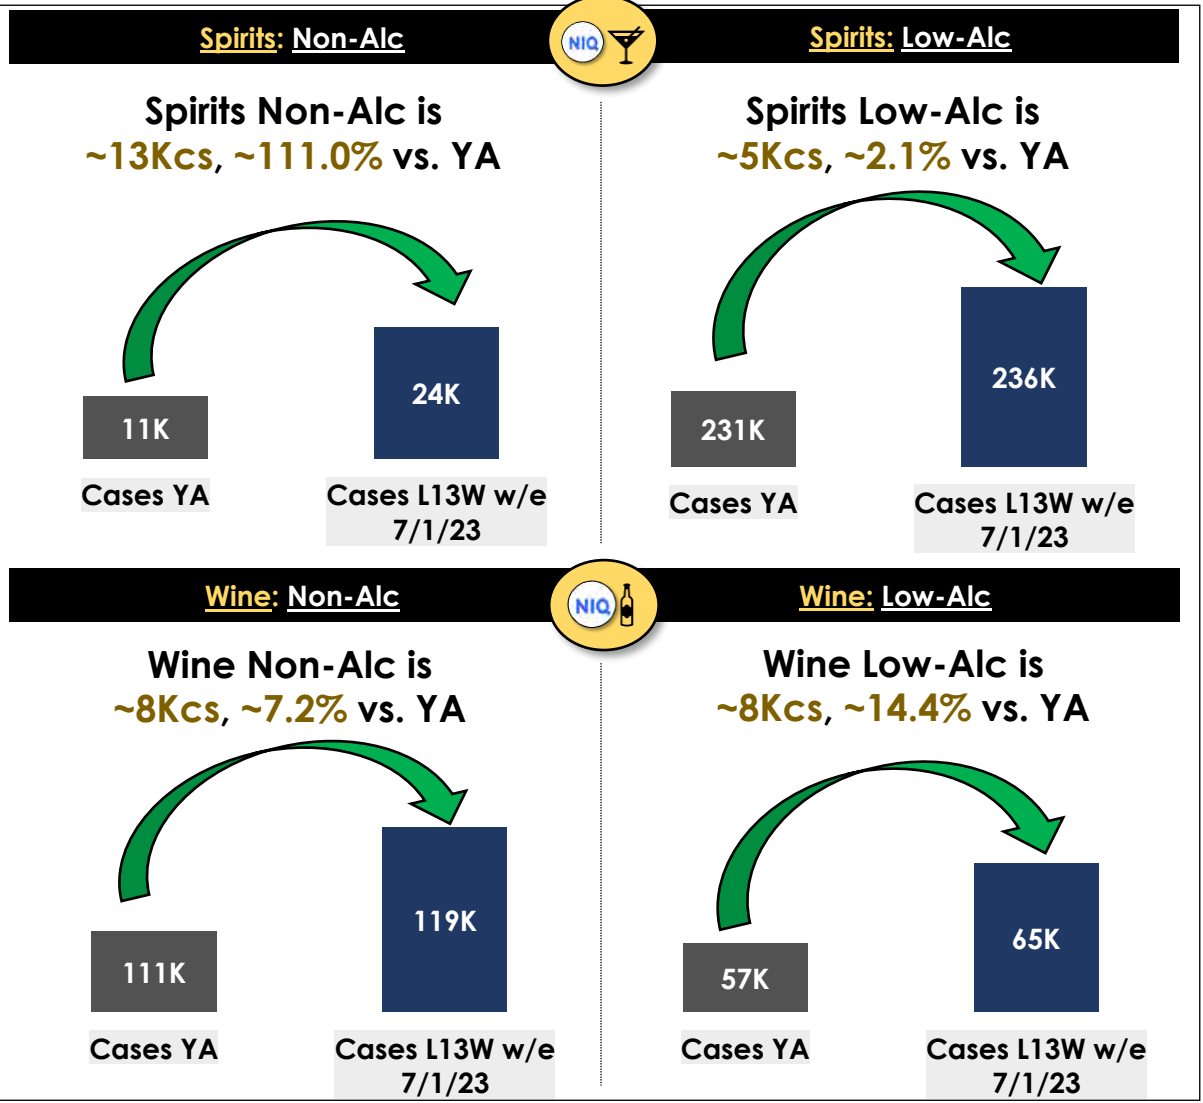 Spirits: Non-Alc
NIQ
Spirits: Low-Alc
Spirits Non-Alc is
~13Kcs, ~111.0% vs. YA
11K
24K
Cases YA
Cases L13W w/e
7/1/23
Spirits Low-Alc is
~5Kcs, ~2.1% vs. YA
231K
236K
Cases YA
Cases L13W w/e
7/1/23
Wine: Non-Alc
NIQ
Wine: Low-Alc
Wine Non-Alc is
~8Kcs, ~7.2% vs. YA
111K
119K
Cases YA
Cases L13W w/e
7/1/23
Wine Low-Alc is
~8Kcs, ~14.4% vs. YA
57K
65K
Cases YA
Cases L13W w/e
7/1/23